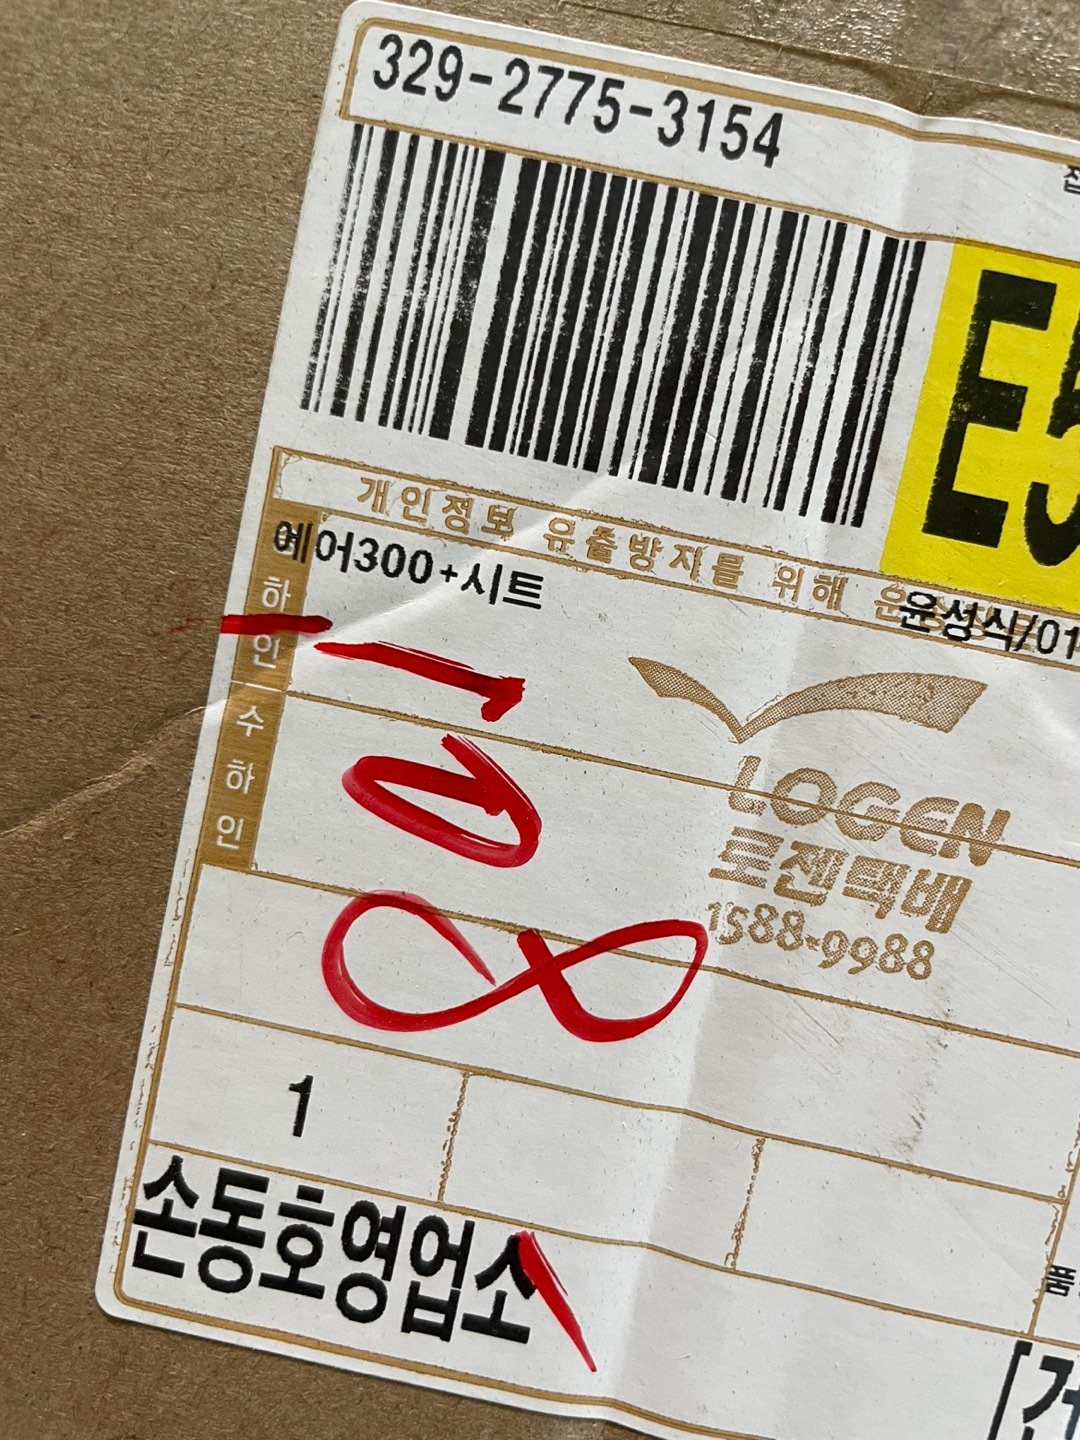 329-2775-3154
E5
개인정보 유출방지를 위해
에어300+시트
윤성식/01
하인
수하인
LOGEN
로젠택배
1588-9988
1
손동호영업소